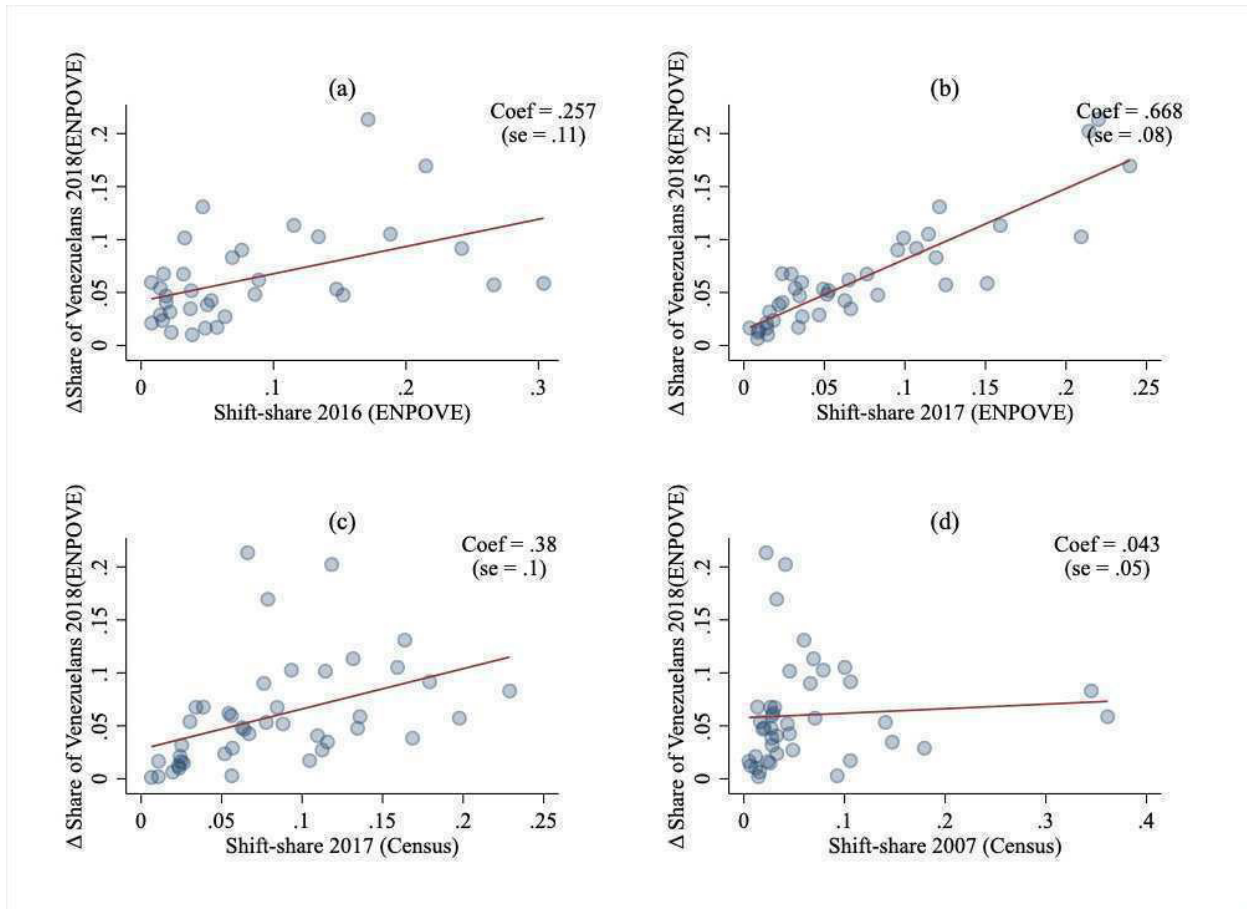 (a)
Coef = .257
(se = .11)
ΔShare of Venezuelans 2018(ENPOVE)
.2
.15
.1
.05
0
0 .1 .2 .3
Shift-share 2016 (ENPOVE)
(b)
Coef = .668
(se = .08)
Δ Share of Venezuelans 2018(ENPOVE)
.2
.15
.1
.05
0
0 .05 .1 .15 .2 .25
Shift-share 2017 (ENPOVE)
(c)
Coef = .38
(se = .1)
Δ Share of Venezuelans 2018(ENPOVE)
.2
.15
.1
.05
0
0 .05 .1 .15 .2 .25
Shift-share 2017 (Census)
(d)
Coef = .043
(se = .05)
Δ Share of Venezuelans 2018(ENPOVE)
.2
.15
.1
.05
0
0 .1 .2 .3 .4
Shift-share 2007 (Census)